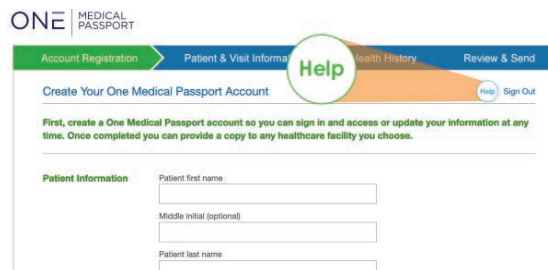 ONE MEDICAL
PASSPORT
Account Registration Patient & Visit Informa Health History Review & Send
Help
Create Your One Medical Passport Account Help Sign Out
First, create a One Medical Passport account so you can sign in and access or update your information at any
time. Once completed you can provide a copy to any healthcare facility you choose.
Patient Information Patient first name
Middle initial (optional)
Patient last name